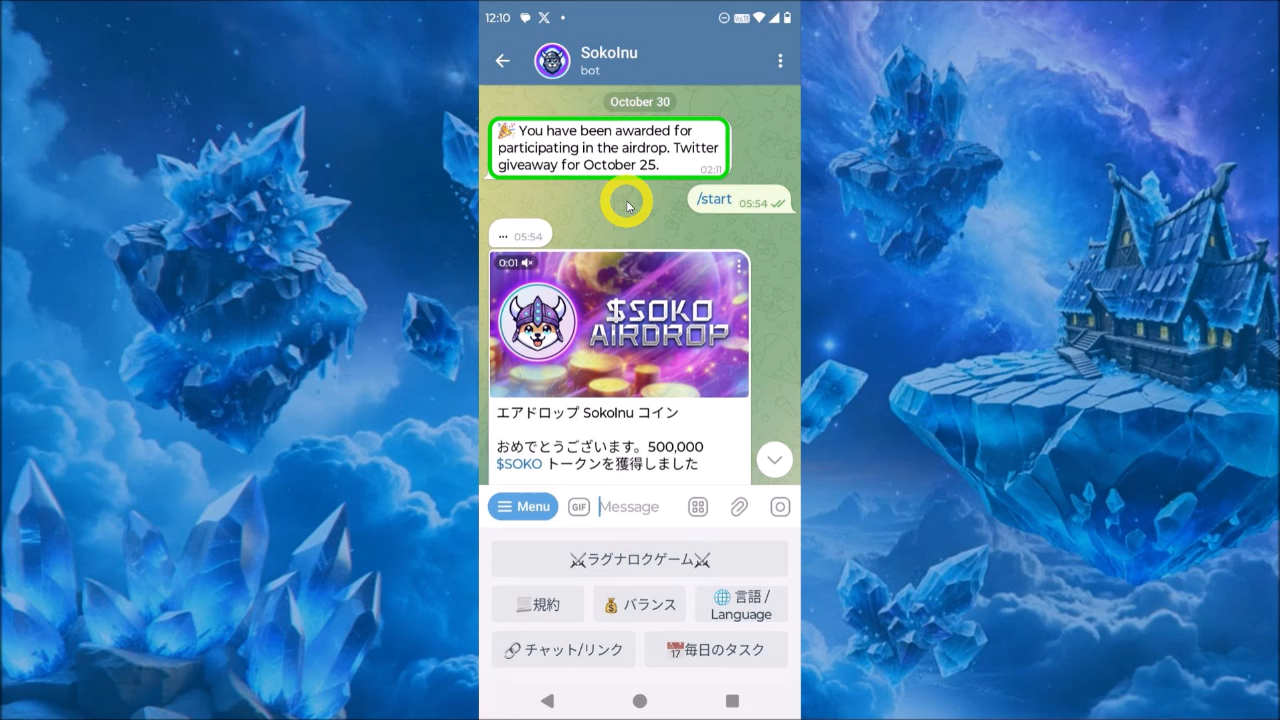 12:10
VoLTE
SokoInu
bot
October 30
🎉 You have been awarded for
participating in the airdrop. Twitter
giveaway for October 25.
02:11
/start 05:54
... 05:54
0:01
$SOKO
AIRDROP
エアドロップ SokoInu コイン
おめでとうございます。500,000
$SOKO トークンを獲得しました
Menu GIF Message
⚔ラグナロクゲーム⚔
📃規約 💰 バランス 🌐 言語 /
Language
🔗 チャット/リンク 📅毎日のタスク